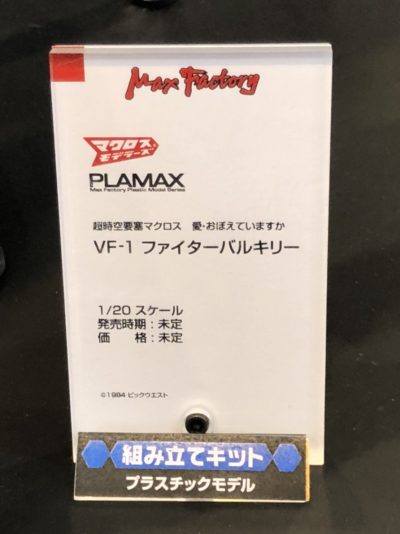 Max Factory
マクロス
モデラーズ
PLAMAX
Max Factory Plastic Model Series
超時空要塞マクロス 愛・おぼえていますか
VF-1 ファイターバルキリー
1/20 スケール
発売時期：未定
価　　格：未定
©1984 ビックウエスト
組み立てキット
プラスチックモデル